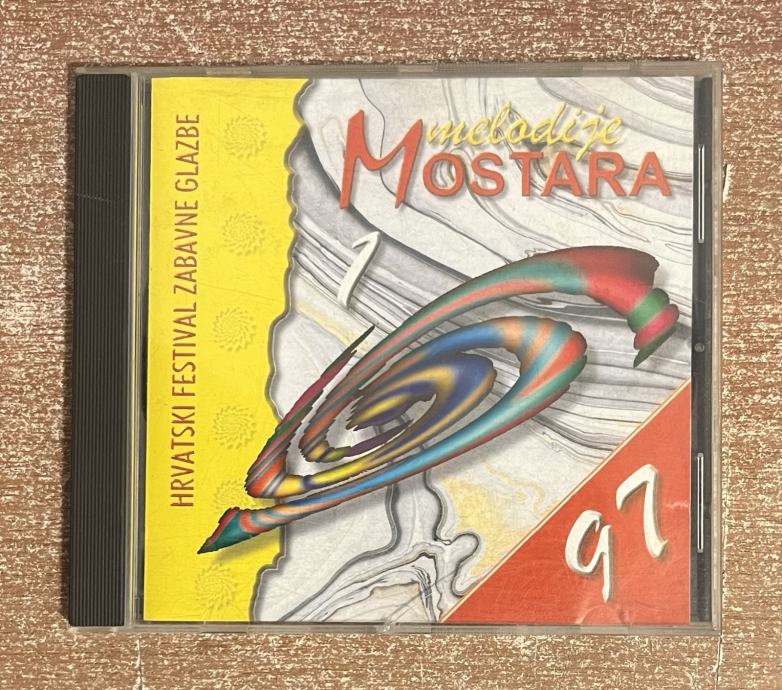 HRVATSKI FESTIVAL ZABAVNE GLAZBE
melodije
MOSTARA
1
97